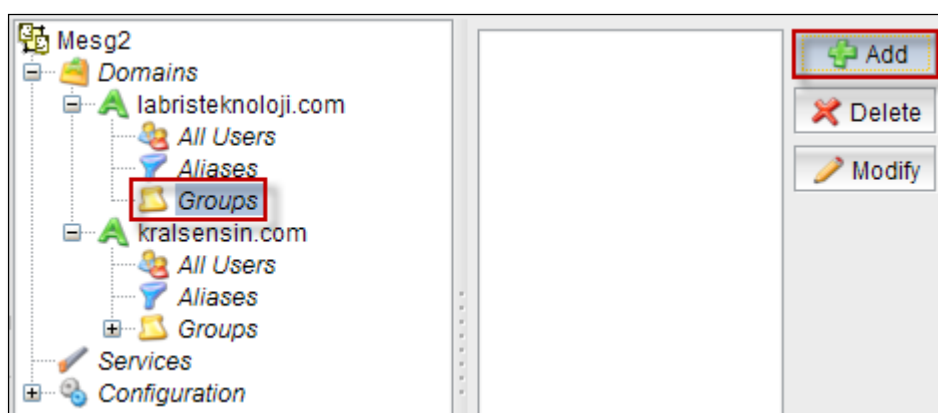 Mesg2
Domains
labristeknoloji.com
All Users
Aliases
Groups
kralsensin.com
All Users
Aliases
Groups
Services
Configuration
Add
Delete
Modify